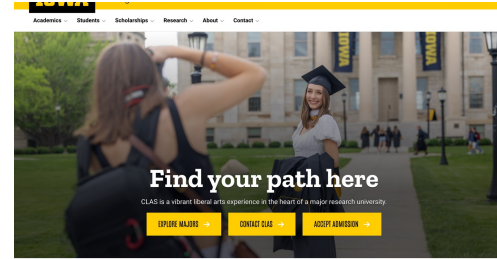 IOWA
Academics Students Scholarships Research About Contact
IOWA
Find your path here
CLAS is a vibrant liberal arts experience in the heart of a major research university.
EXPLORE MAJORS → CONTACT CLAS → ACCEPT ADMISSION →